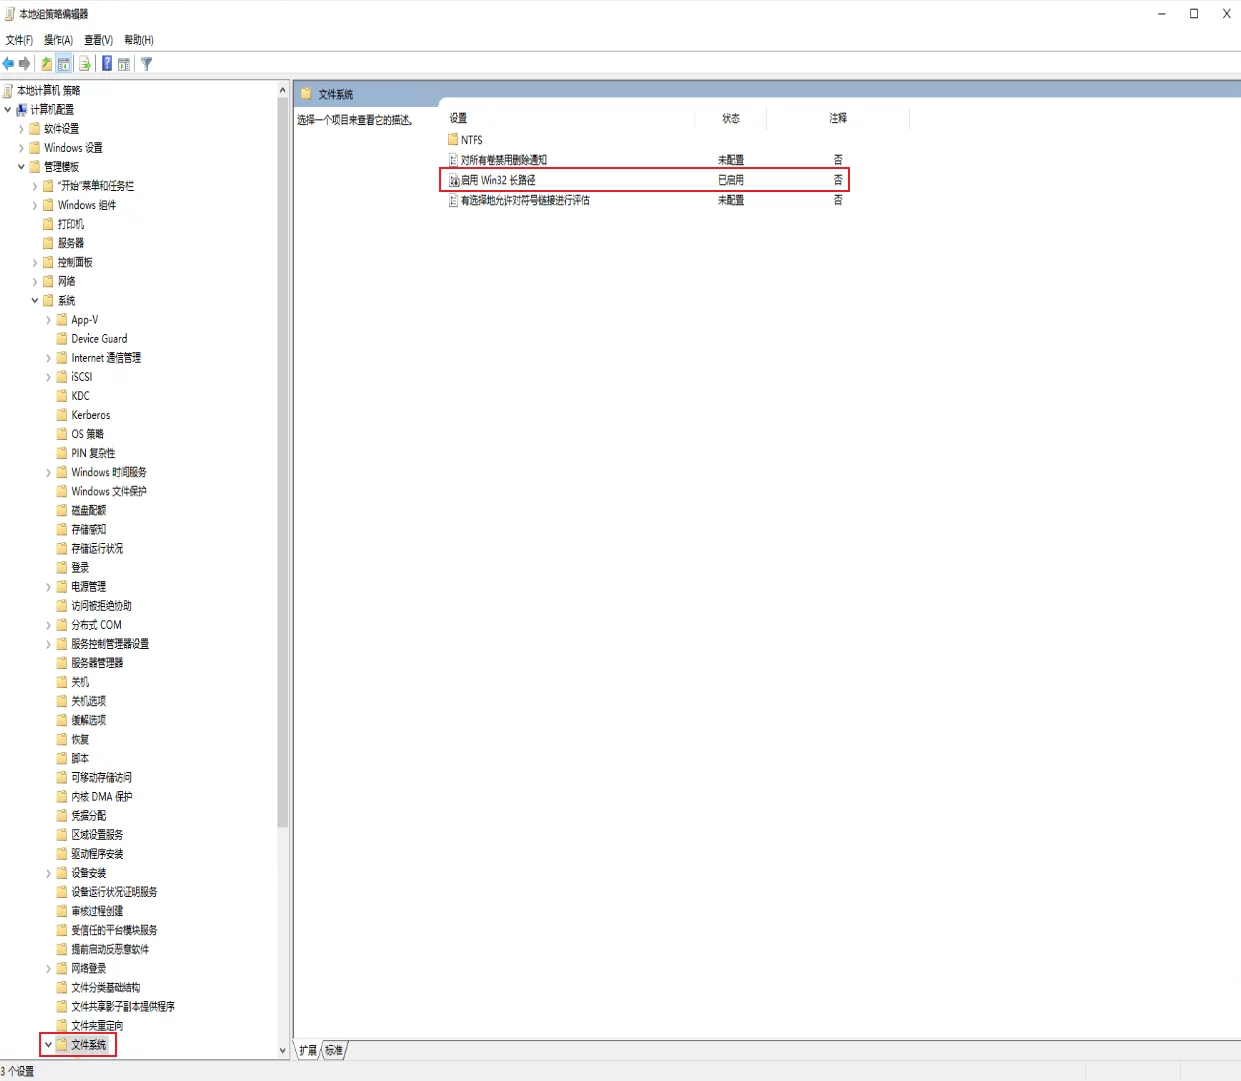 本地组策略编辑器
文件(F) 操作(A) 查看(V) 帮助(H)
本地计算机 策略
计算机配置
软件设置
Windows 设置
管理模板
"开始"菜单和任务栏
Windows 组件
打印机
服务器
控制面板
网络
系统
App-V
Device Guard
Internet 通信管理
iSCSI
KDC
Kerberos
OS 策略
PIN 复杂性
Windows 时间服务
Windows 文件保护
磁盘配额
存储感知
存储运行状况
登录
电源管理
访问被拒绝协助
分布式 COM
服务控制管理器设置
服务器管理器
关机
关机选项
缓解选项
恢复
脚本
可移动存储访问
内核 DMA 保护
凭据分配
区域设置服务
驱动程序安装
设备安装
设备运行状况证明服务
审核过程创建
受信任的平台模块服务
提前启动反恶意软件
网络登录
文件分类基础结构
文件共享影子副本提供程序
文件夹重定向
文件系统
文件系统
选择一个项目来查看它的描述。
设置 状态 注释
NTFS
对所有卷禁用删除通知 未配置 否
启用 Win32 长路径 已启用 否
有选择地允许对符号链接进行评估 未配置 否
扩展 标准
3 个设置